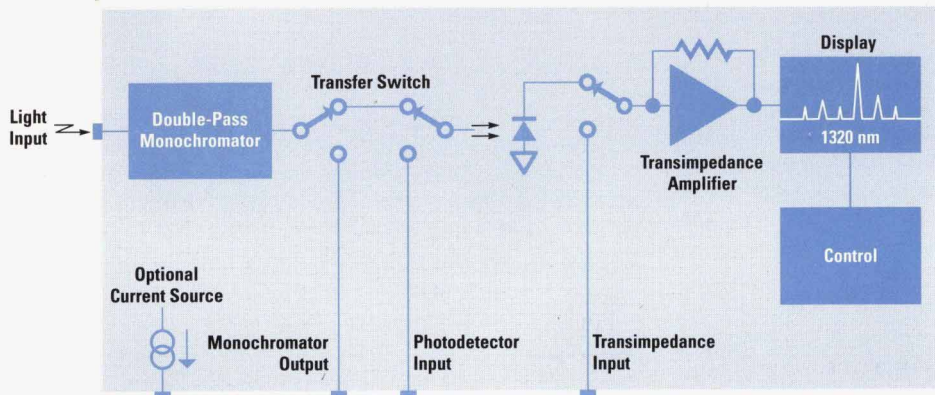 Display
Transfer Switch
Light
Input
Double-Pass
Monochromator
1320 nm
Transimpedance
Amplifier
Control
Optional
Current Source
Monochromator
Output
Photodetector
Input
Transimpedance
Input